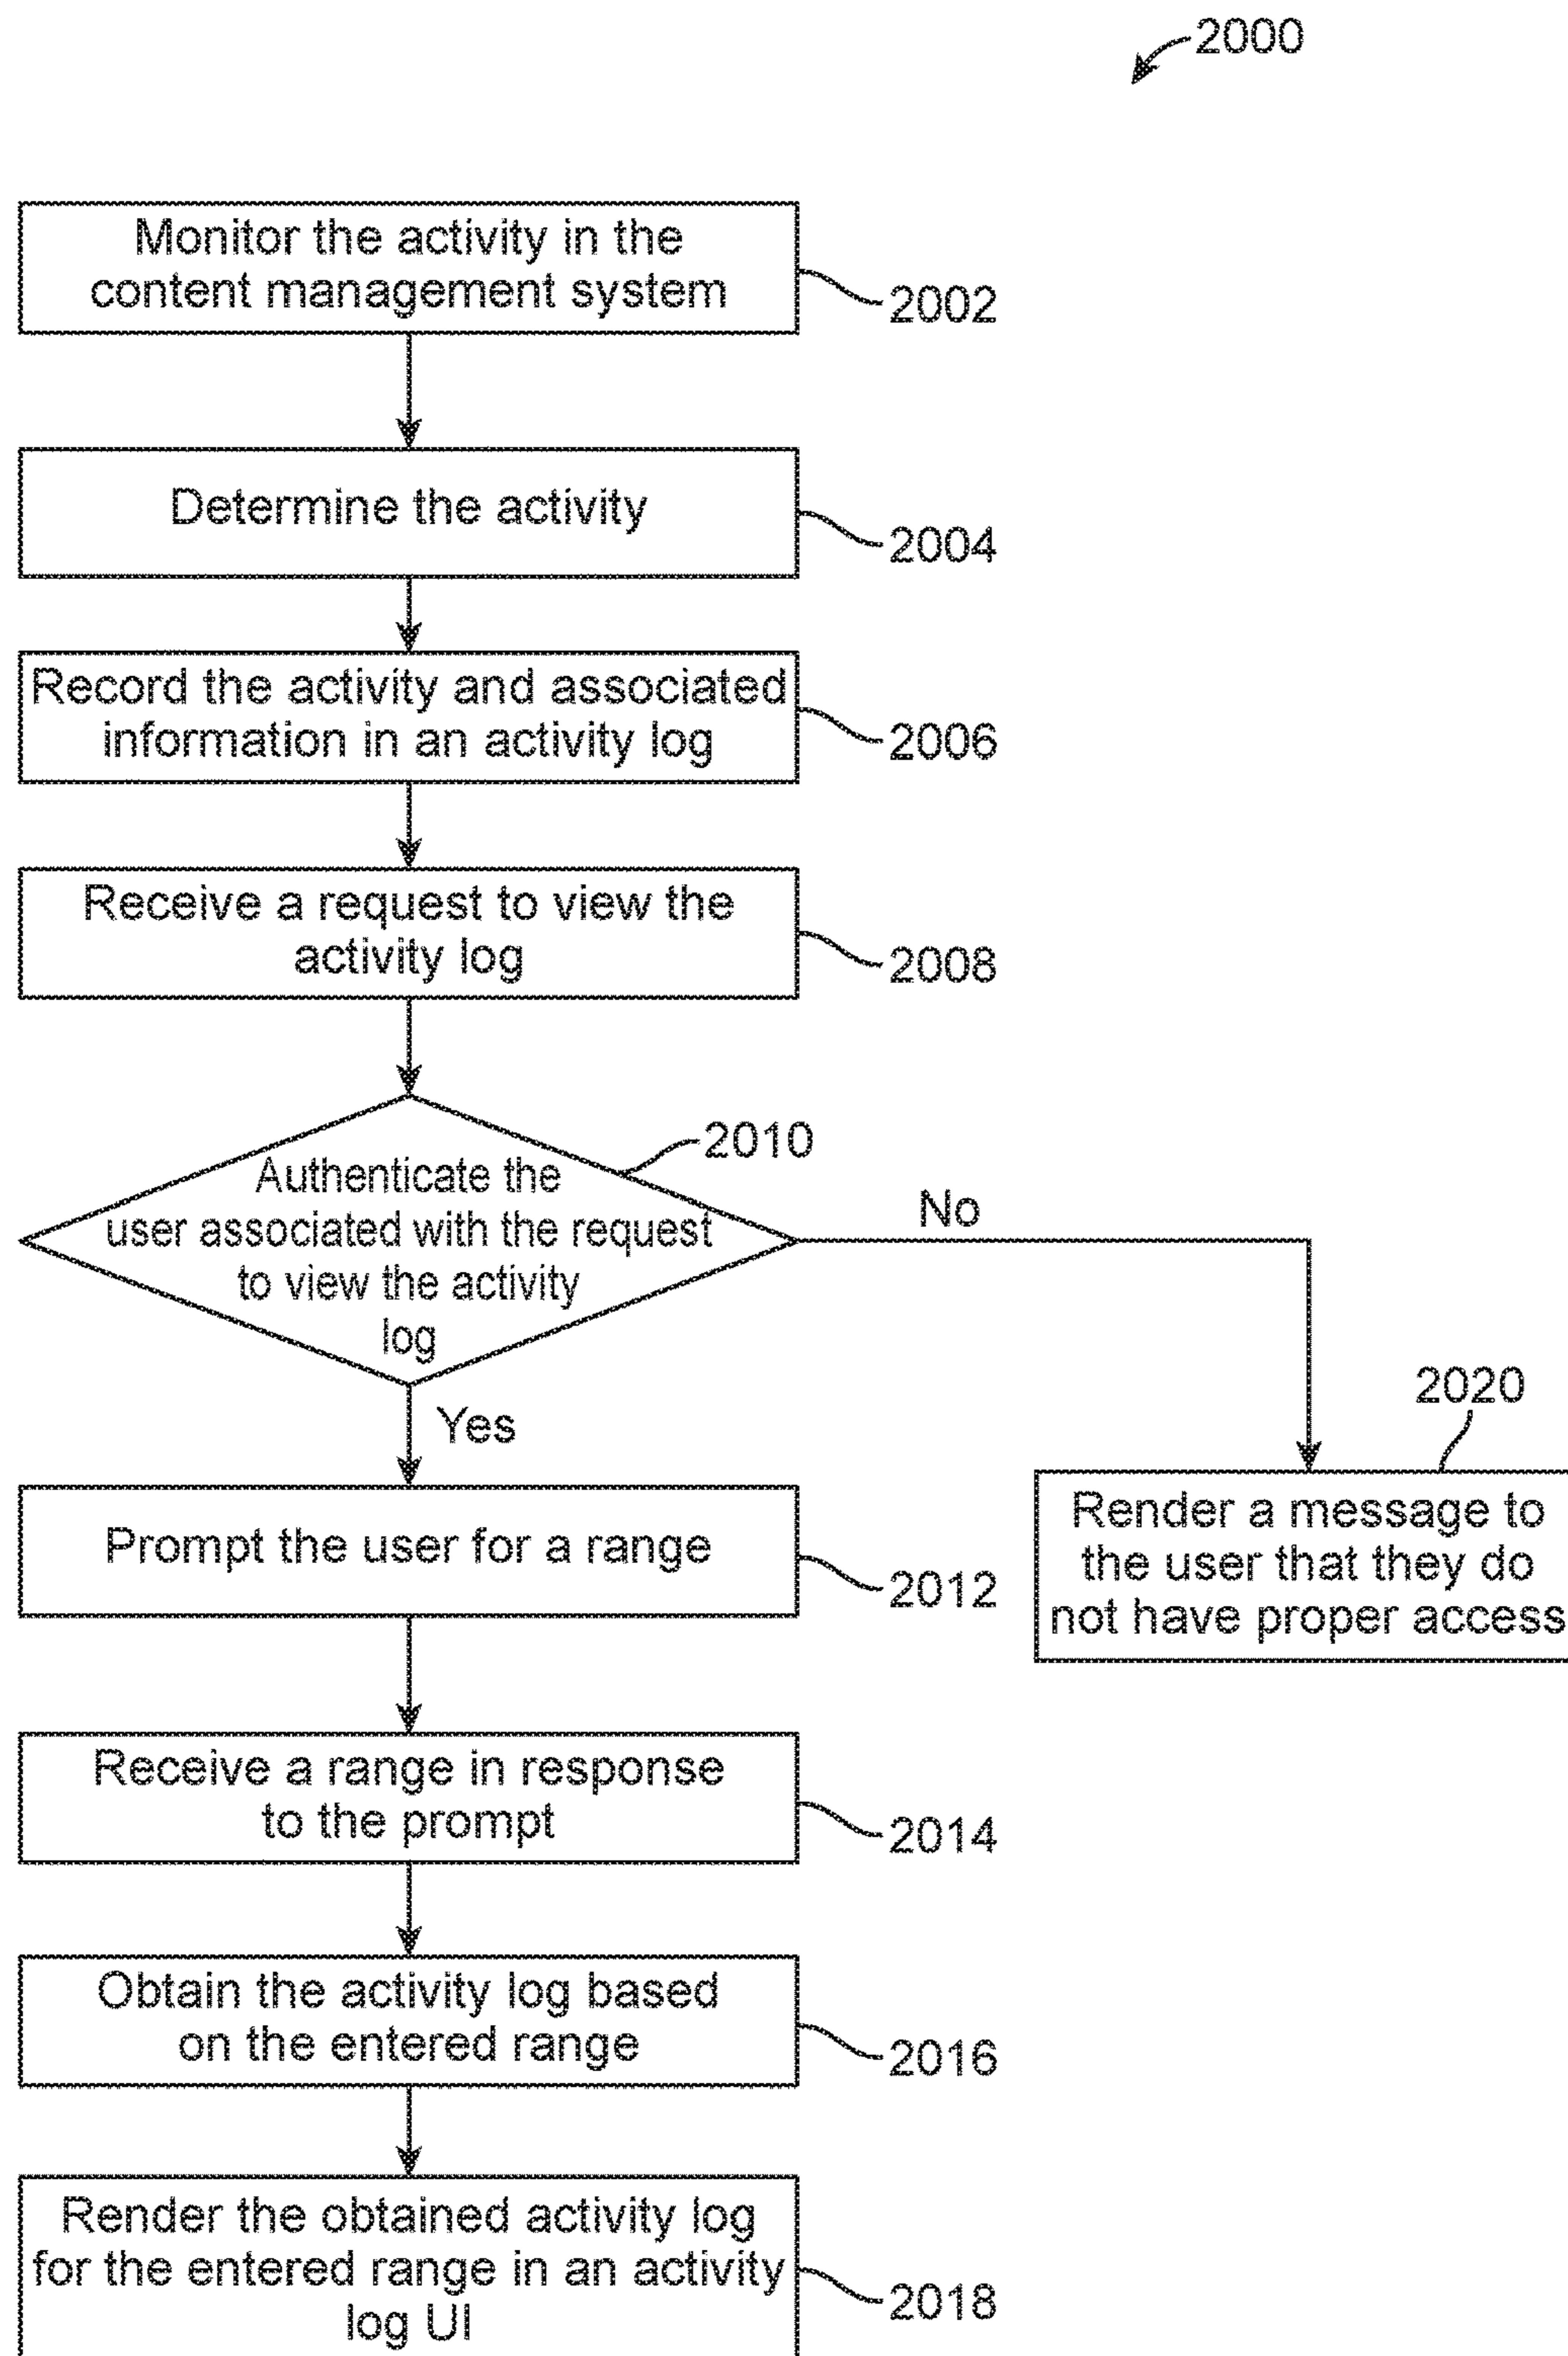 2000
Monitor the activity in the
content management system
2002
Determine the activity
2004
Record the activity and associated
information in an activity log
2006
Receive a request to view the
activity log
2008
2010
Authenticate the
user associated with the request
to view the activity
log
No
Yes
2020
Render a message to
the user that they do
not have proper access
Prompt the user for a range
2012
Receive a range in response
to the prompt
2014
Obtain the activity log based
on the entered range
2016
Render the obtained activity log
for the entered range in an activity
log UI
2018